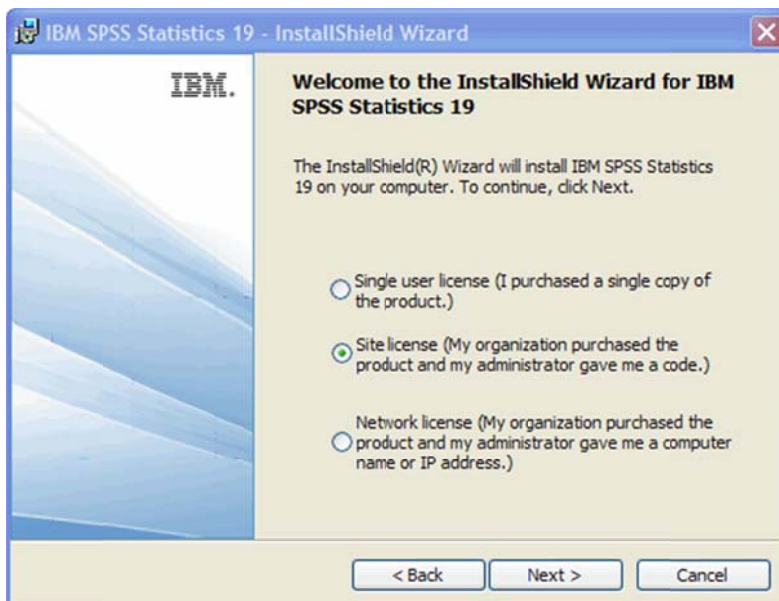 IBM SPSS Statistics 19 - InstallShield Wizard
IBM.
Welcome to the InstallShield Wizard for IBM
SPSS Statistics 19
The InstallShield(R) Wizard will install IBM SPSS Statistics
19 on your computer. To continue, click Next.
Single user license (I purchased a single copy of
the product.)
Site license (My organization purchased the
product and my administrator gave me a code.)
Network license (My organization purchased the
product and my administrator gave me a computer
name or IP address.)
< Back
Next >
Cancel